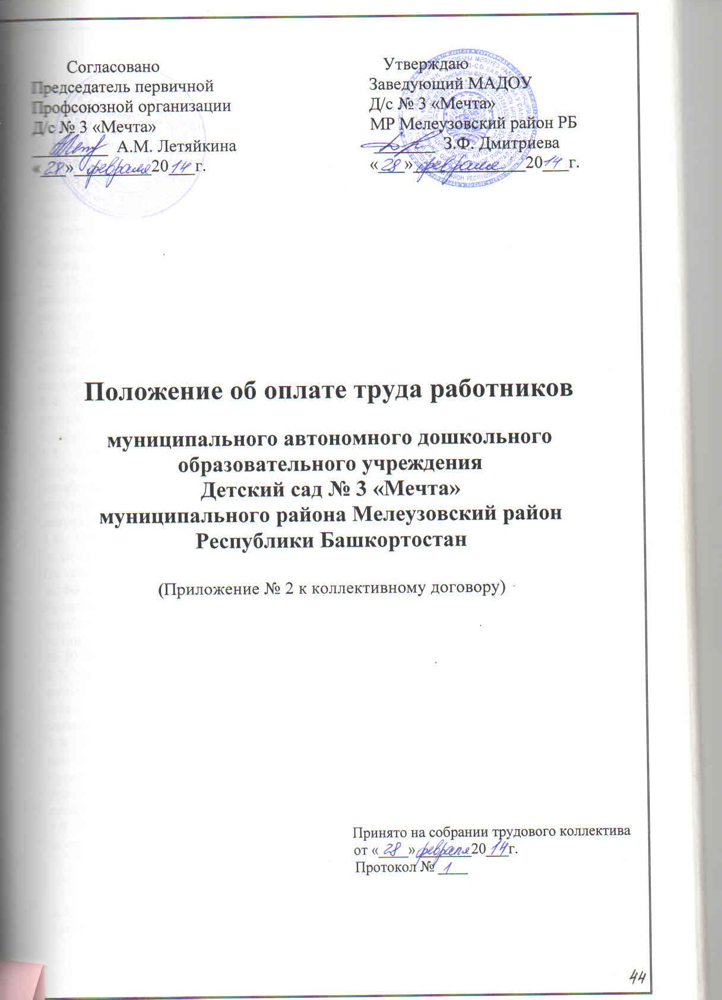 Согласовано
Председатель первичной
Профсоюзной организации
Д/с № 3 «Мечта»
А.М. Летяйкина
«28» февраля 2014 г.
Утверждаю
Заведующий МАДОУ
Д/с № 3 «Мечта»
МР Мелеузовский район РБ
З.Ф. Дмитриева
«28» февраля 2014 г.
Положение об оплате труда работников
муниципального автономного дошкольного
образовательного учреждения
Детский сад № 3 «Мечта»
муниципального района Мелеузовский район
Республики Башкортостан
(Приложение № 2 к коллективному договору)
Принято на собрании трудового коллектива
от «28» февраля 2014г.
Протокол № 1
44